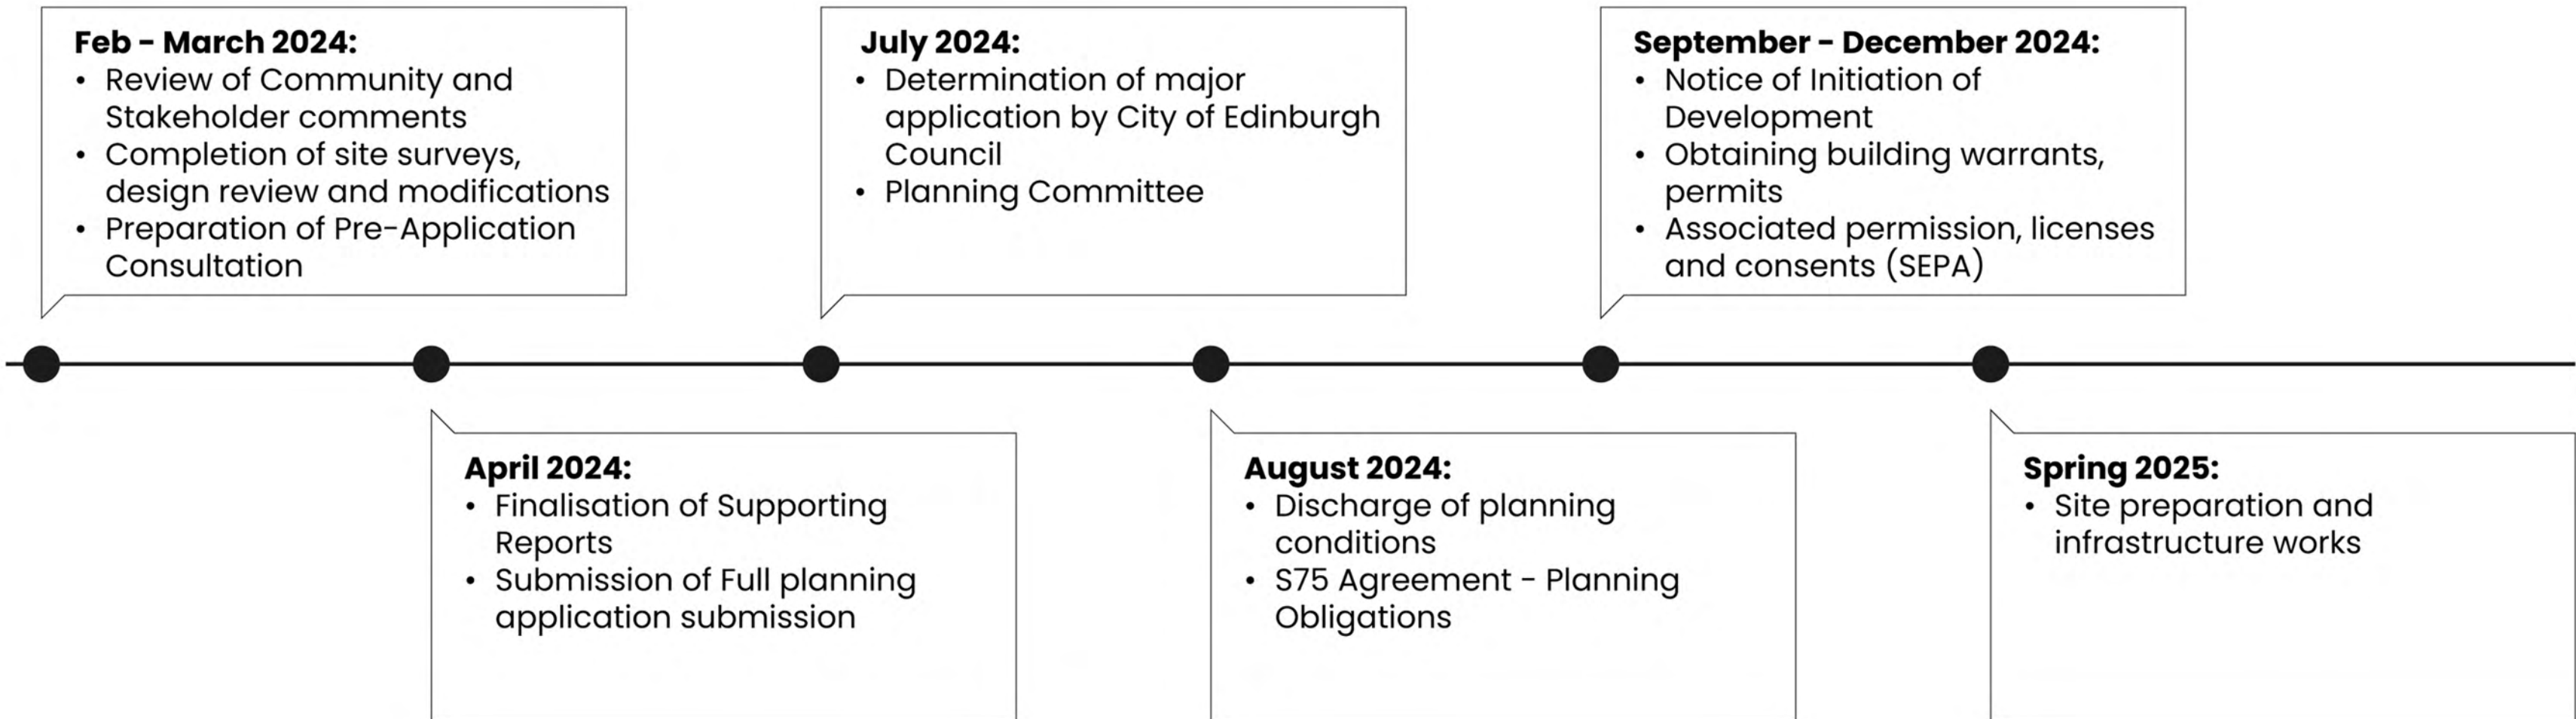 Feb - March 2024:
• Review of Community and
Stakeholder comments
• Completion of site surveys,
design review and modifications
• Preparation of Pre-Application
Consultation
April 2024:
• Finalisation of Supporting
Reports
• Submission of Full planning
application submission
July 2024:
• Determination of major
application by City of Edinburgh
Council
• Planning Committee
August 2024:
• Discharge of planning
conditions
• S75 Agreement - Planning
Obligations
September - December 2024:
• Notice of Initiation of
Development
• Obtaining building warrants,
permits
• Associated permission, licenses
and consents (SEPA)
Spring 2025:
• Site preparation and
infrastructure works